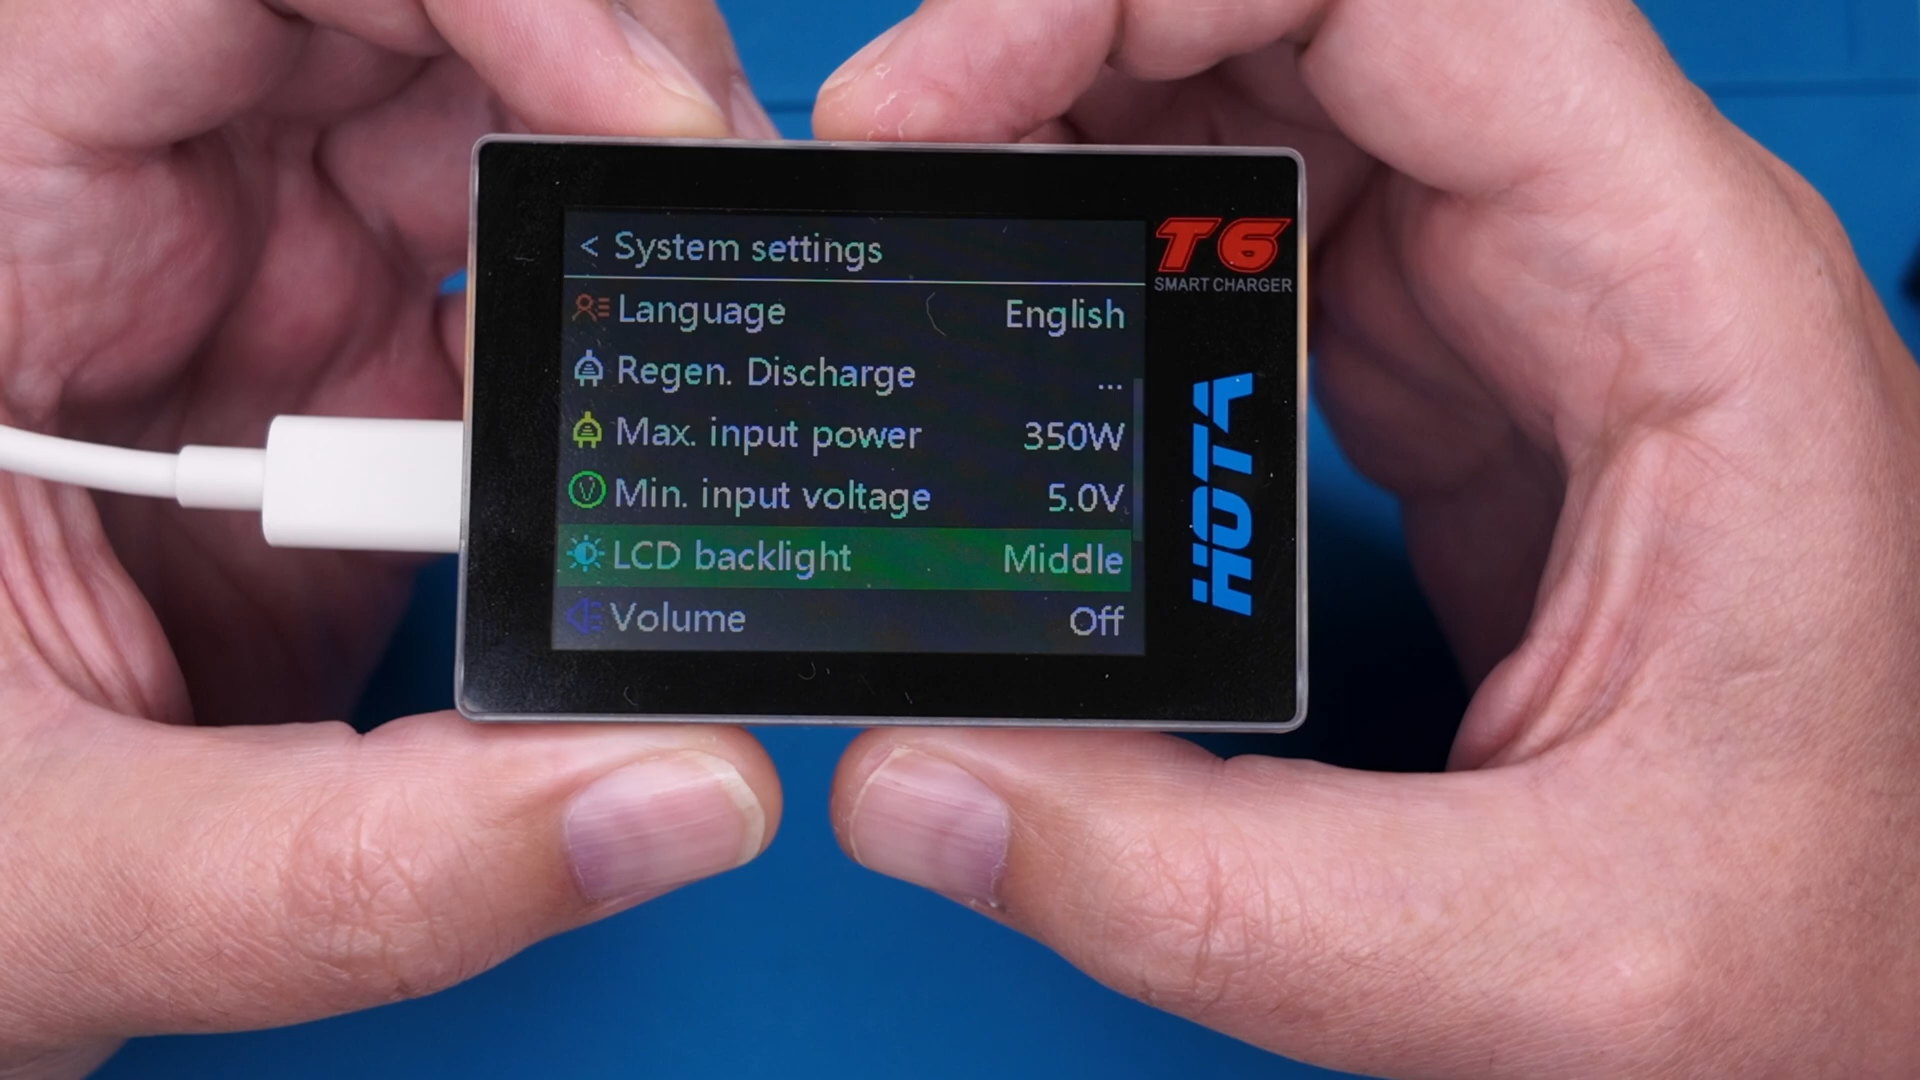 < System settings
Language English
Regen. Discharge ...
Max. input power 350W
Min. input voltage 5.0V
LCD backlight Middle
Volume Off
T6
SMART CHARGER
HOTA